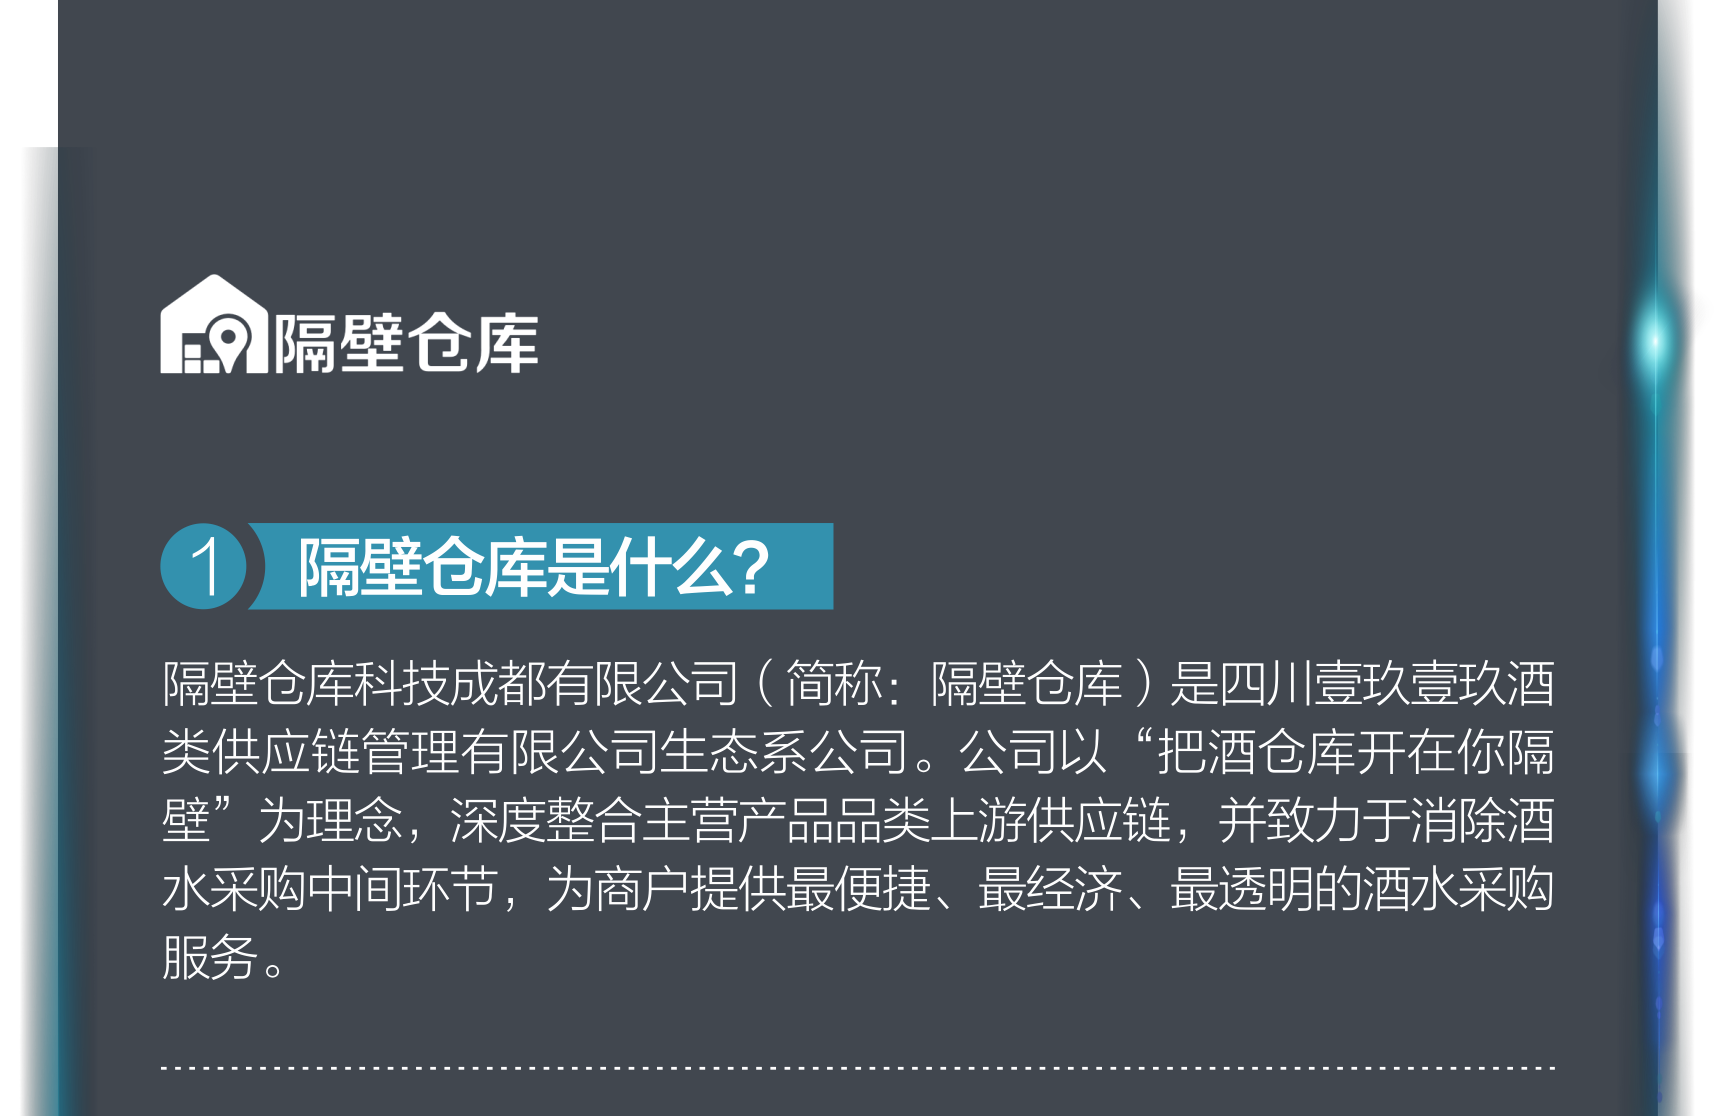 隔壁仓库
1 隔壁仓库是什么?
隔壁仓库科技成都有限公司（简称：隔壁仓库）是四川壹玖壹玖酒
类供应链管理有限公司生态系公司。公司以“把酒仓库开在你隔
壁”为理念，深度整合主营产品品类上游供应链，并致力于消除酒
水采购中间环节，为商户提供最便捷、最经济、最透明的酒水采购
服务。